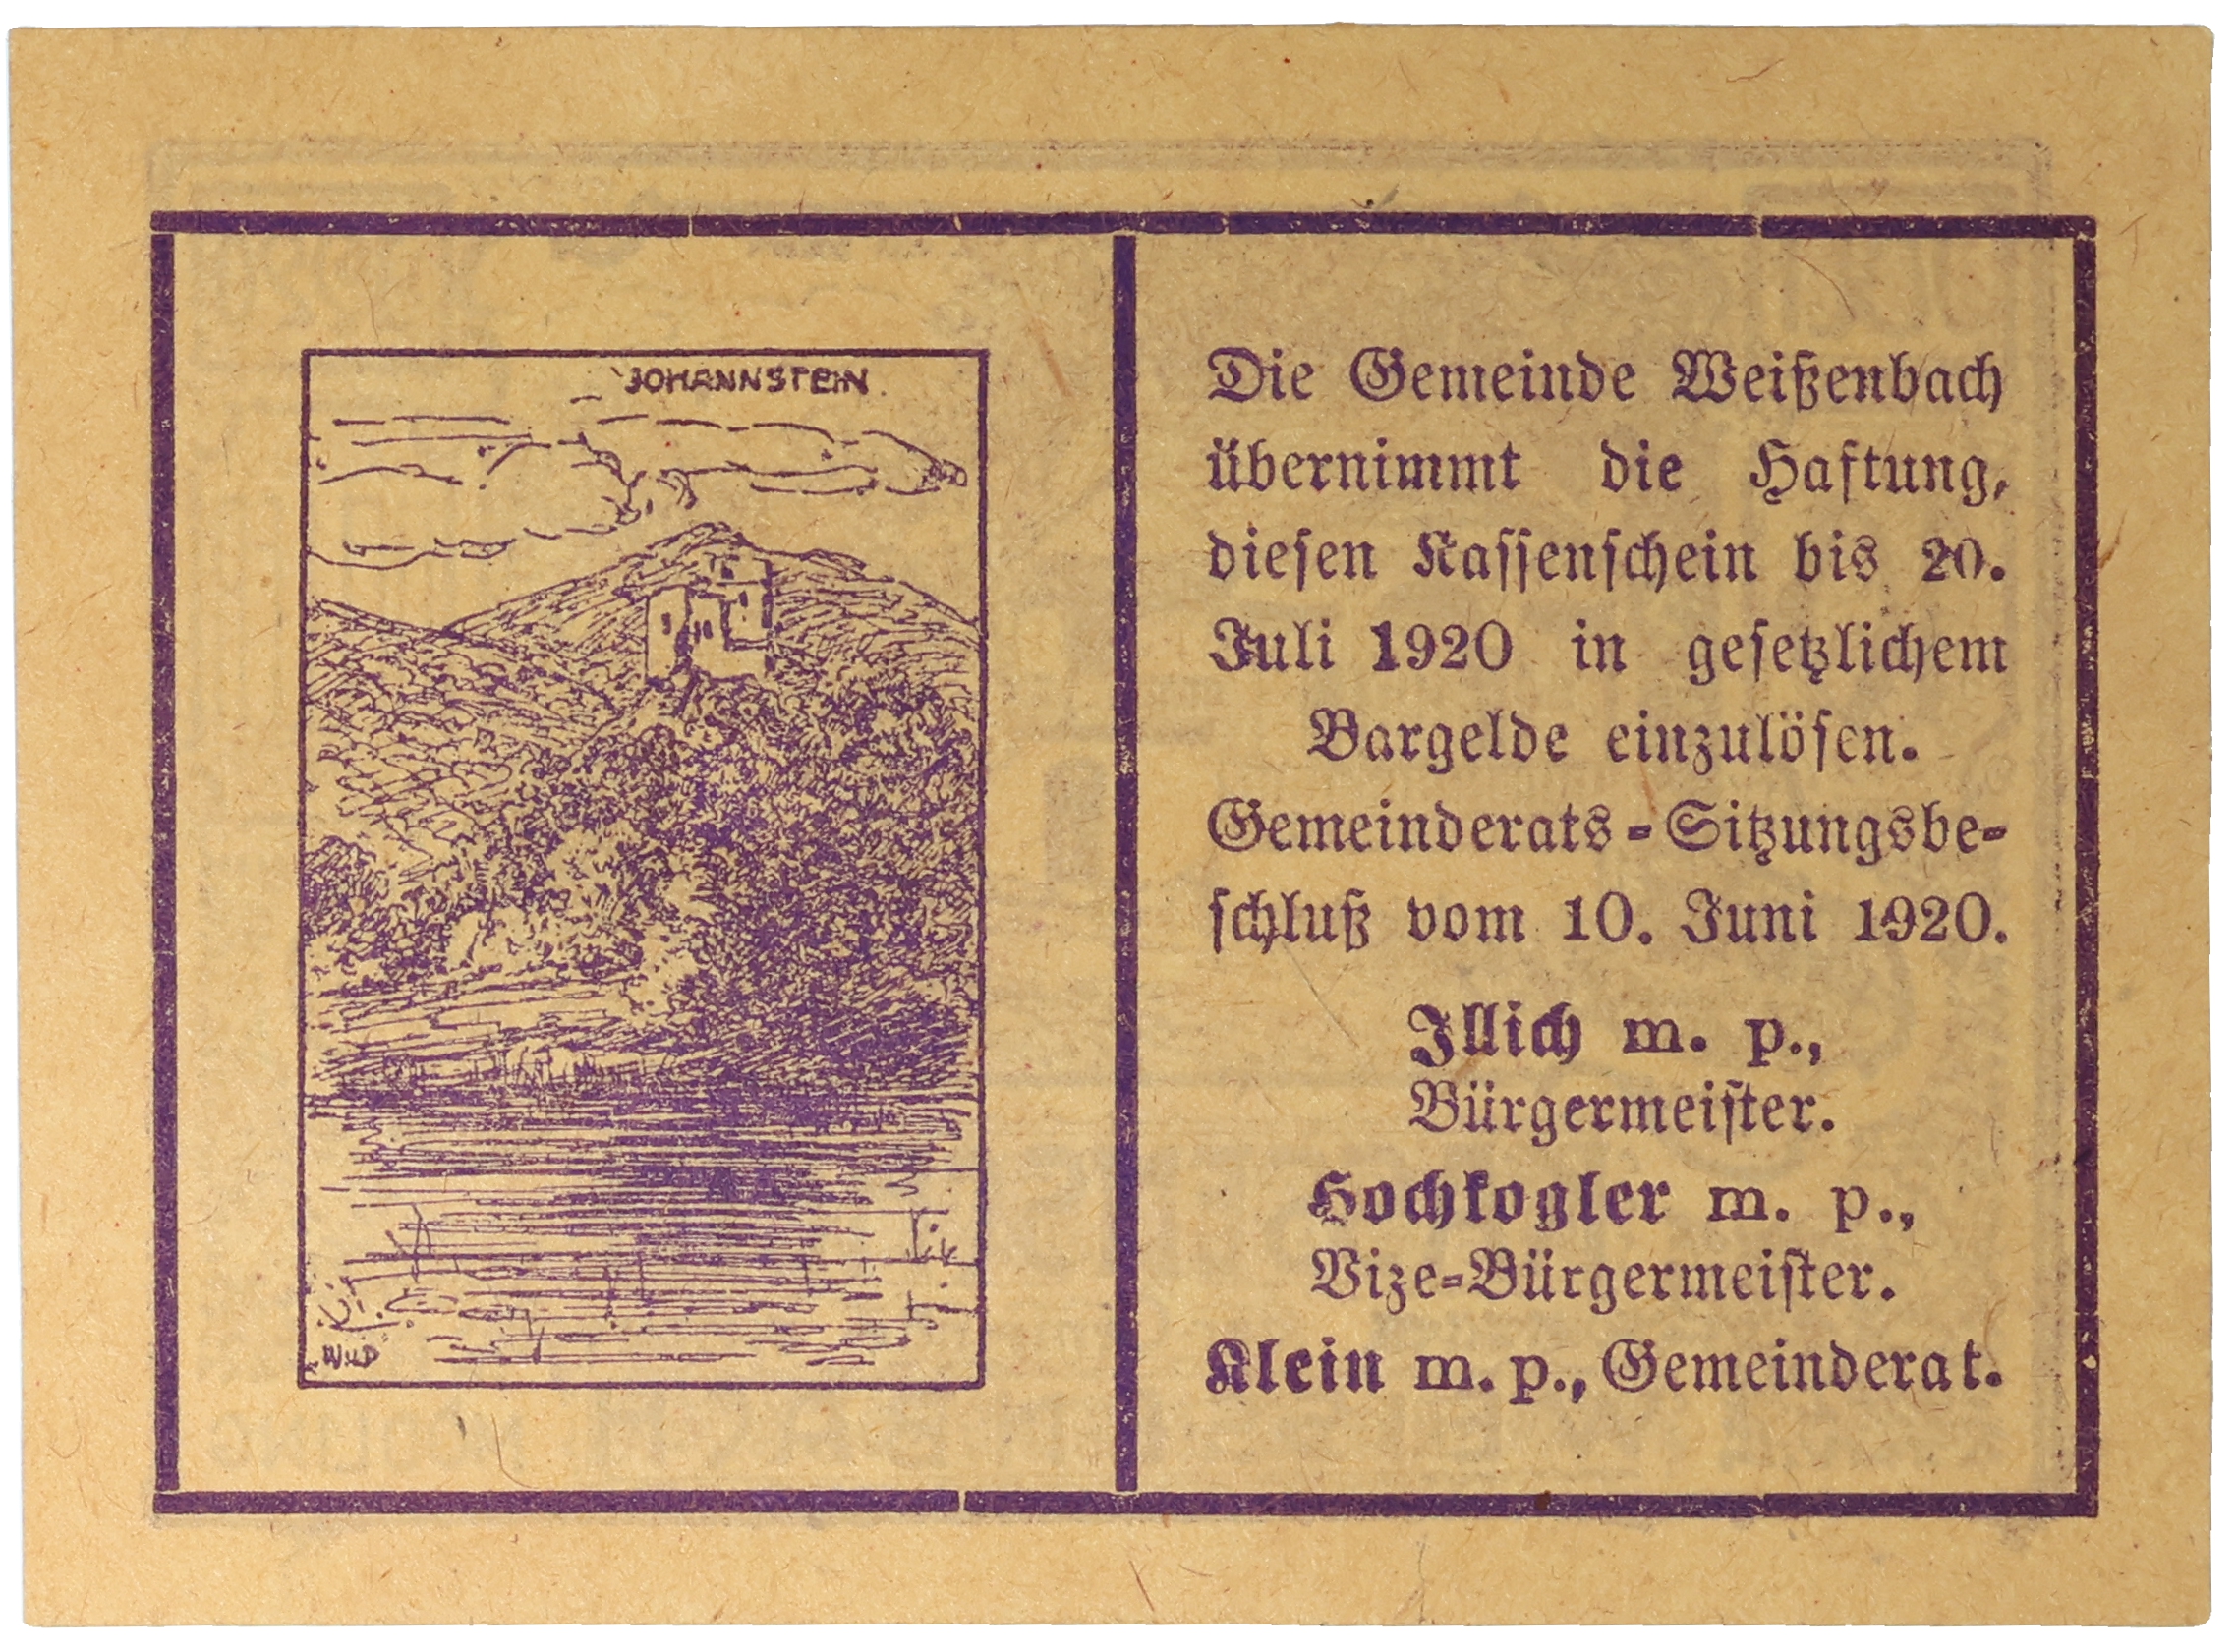 JOHANNSTEIN.
WUD
Die Gemeinde Weißenbach
übernimmt die Haftung,
diesen Kassenschein bis 20.
Juli 1920 in gesetzlichem
Bargelde einzulösen.
Gemeinderats-Sitzungsbe-
schluß vom 10. Juni 1920.
Illich m. p.,
Bürgermeister.
Hochkogler m. p.,
Vize-Bürgermeister.
Klein m. p., Gemeinderat.